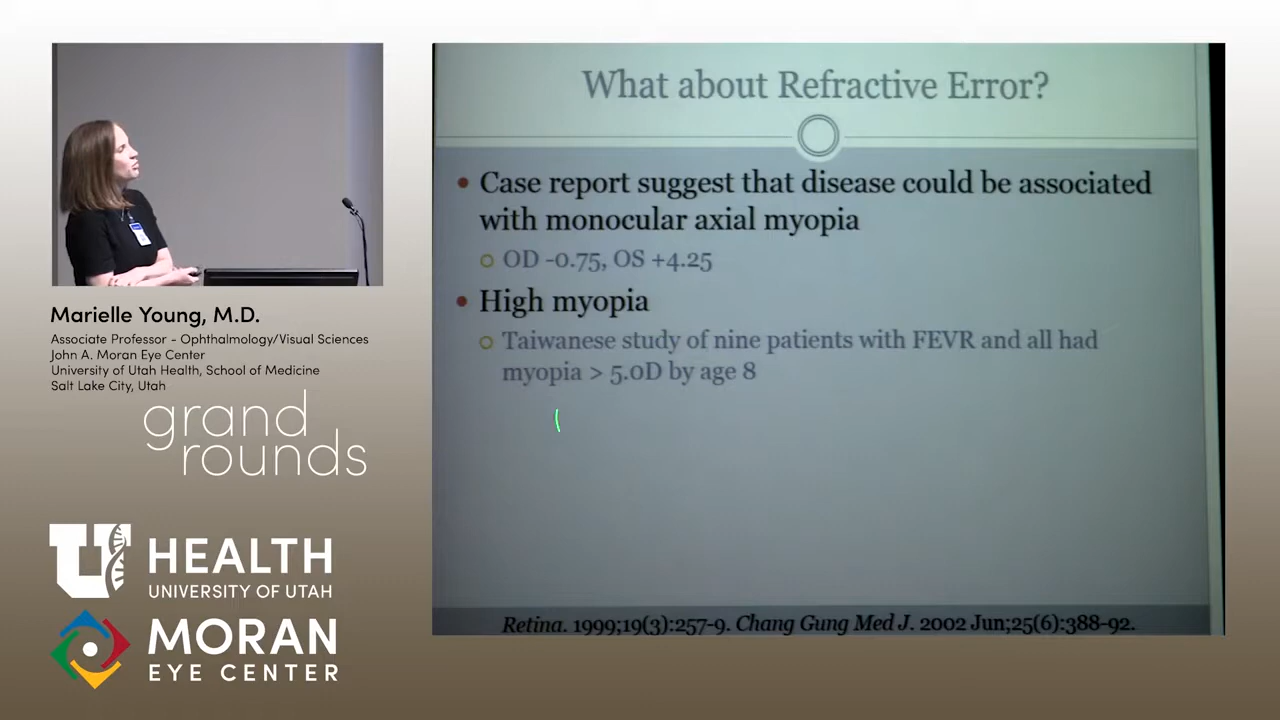 What about Refractive Error?
Case report suggest that disease could be associated
with monocular axial myopia
OD -0.75, OS +4.25
High myopia
Taiwanese study of nine patients with FEVR and all had
myopia > 5.0D by age 8
Retina. 1999;19(3):257-9. Chang Gung Med J. 2002 Jun;25(6):388-92.
Marielle Young, M.D.
Associate Professor - Ophthalmology/Visual Sciences
John A. Moran Eye Center
University of Utah Health, School of Medicine
Salt Lake City, Utah
grand
rounds
U HEALTH
UNIVERSITY OF UTAH
MORAN
EYE CENTER